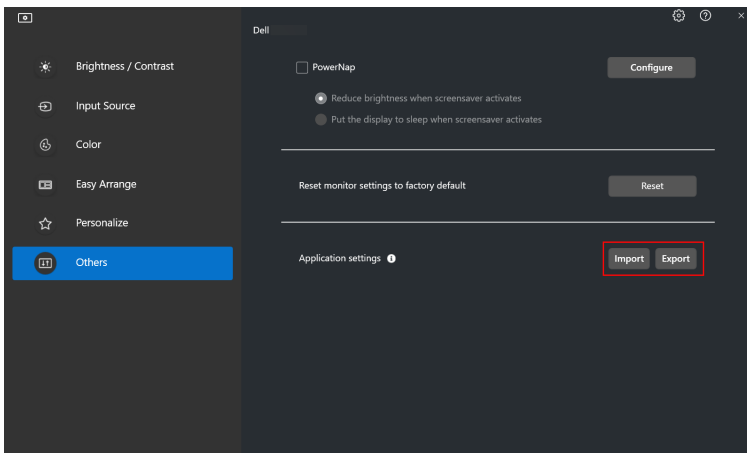 Dell
Brightness / Contrast
Input Source
Color
Easy Arrange
Personalize
Others
PowerNap
Configure
Reduce brightness when screensaver activates
Put the display to sleep when screensaver activates
Reset monitor settings to factory default
Reset
Application settings
Import
Export